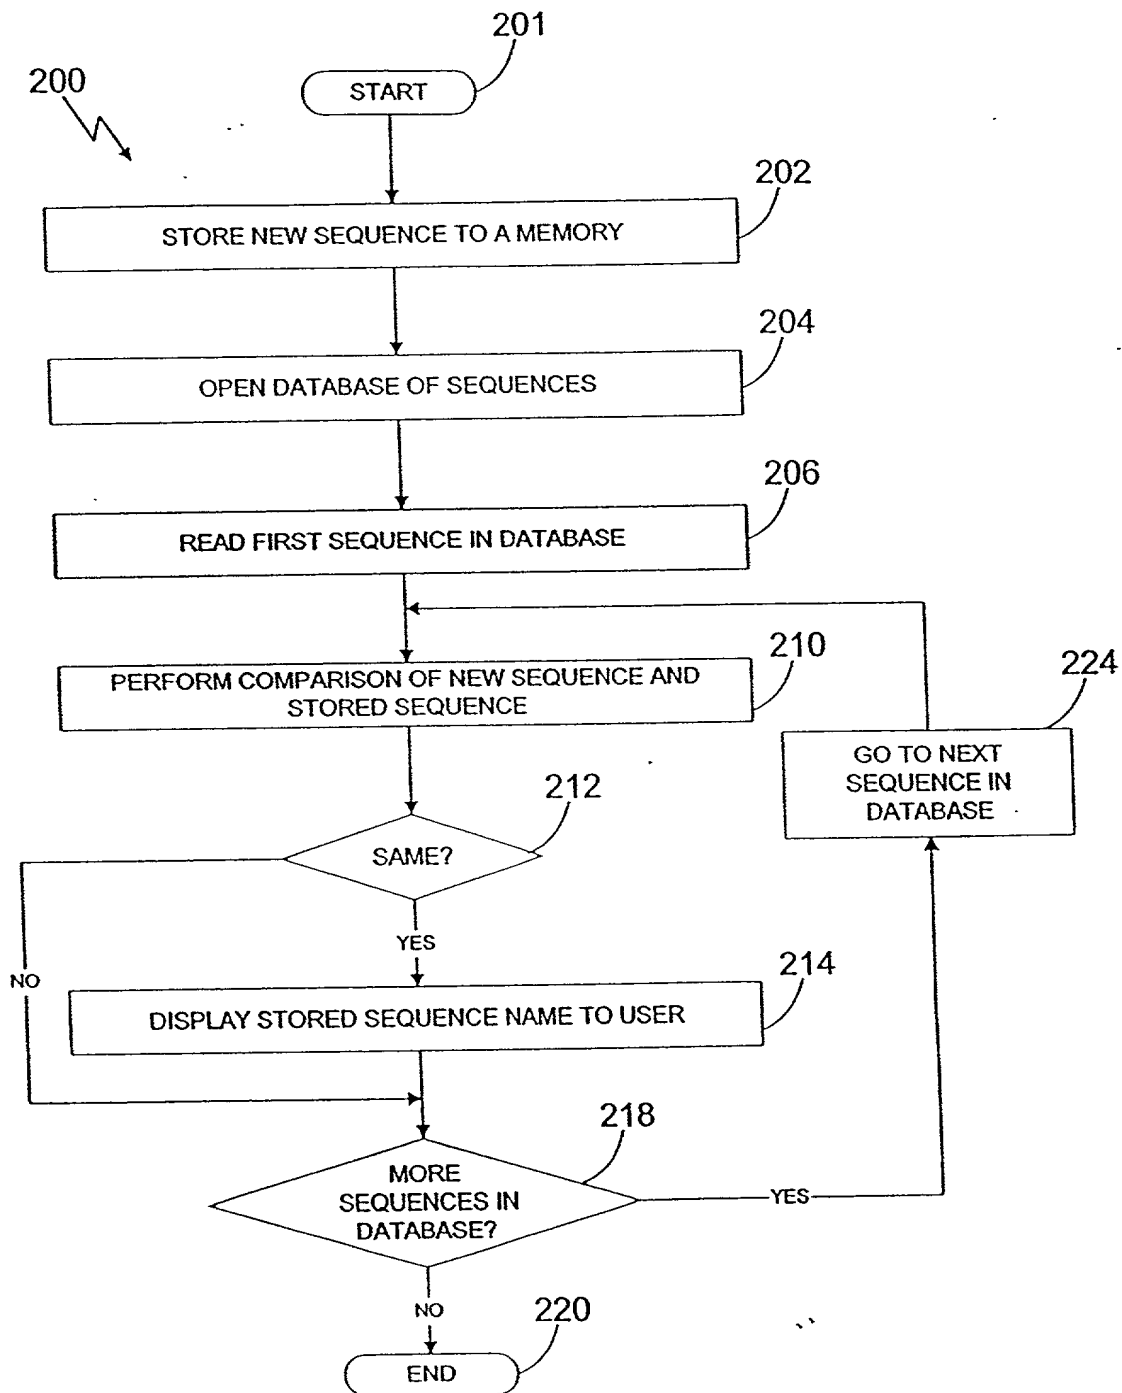 201
200
START
202
STORE NEW SEQUENCE TO A MEMORY
204
OPEN DATABASE OF SEQUENCES
206
READ FIRST SEQUENCE IN DATABASE
210
PERFORM COMPARISON OF NEW SEQUENCE AND
STORED SEQUENCE
224
GO TO NEXT
SEQUENCE IN
DATABASE
212
SAME?
YES
NO
214
DISPLAY STORED SEQUENCE NAME TO USER
218
MORE
SEQUENCES IN
DATABASE?
YES
NO
220
END